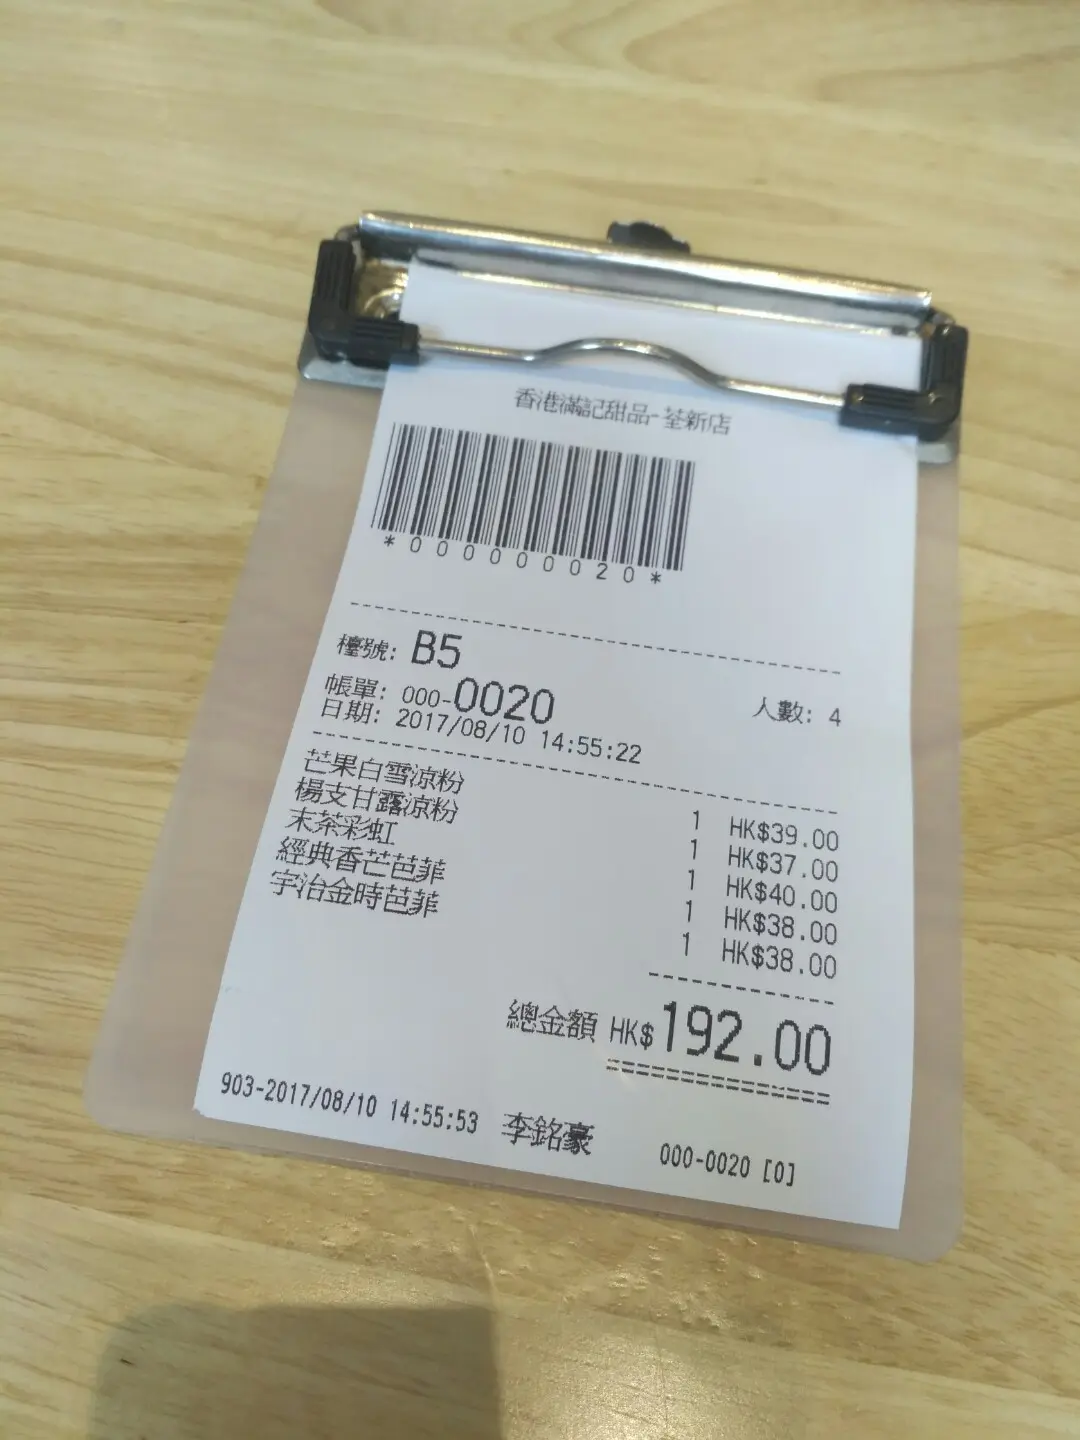 香港滿記甜品-荃新店
*000000020*
檯號: B5
帳單: 000-0020 人數: 4
日期: 2017/08/10 14:55:22
芒果白雪涼粉 1 HK$39.00
楊支甘露涼粉 1 HK$37.00
末茶彩虹 1 HK$40.00
經典香芒芭菲 1 HK$38.00
宇治金時芭菲 1 HK$38.00
總金額 HK$192.00
903-2017/08/10 14:55:53 李銘豪 000-0020 [0]